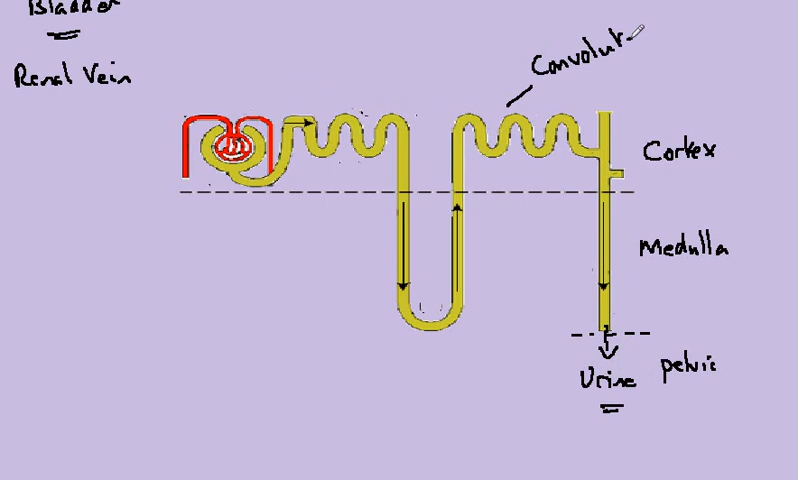 Bladder
Renal Vein
Convolut
Cortex
Medulla
Urine
pelvic